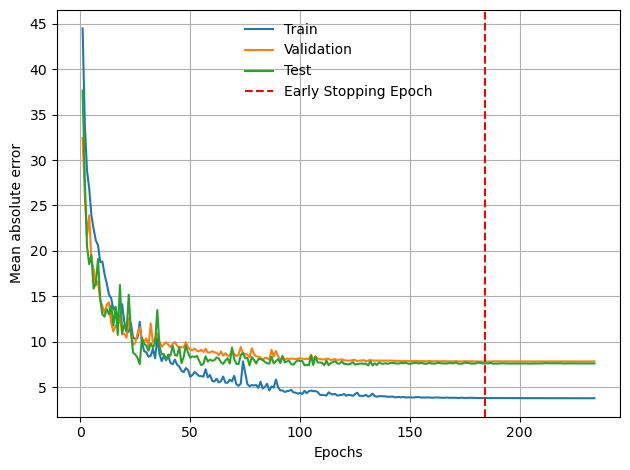 45
40
35
30
25
20
15
10
5
Mean absolute error
Train
Validation
Test
Early Stopping Epoch
0 50 100 150 200
Epochs